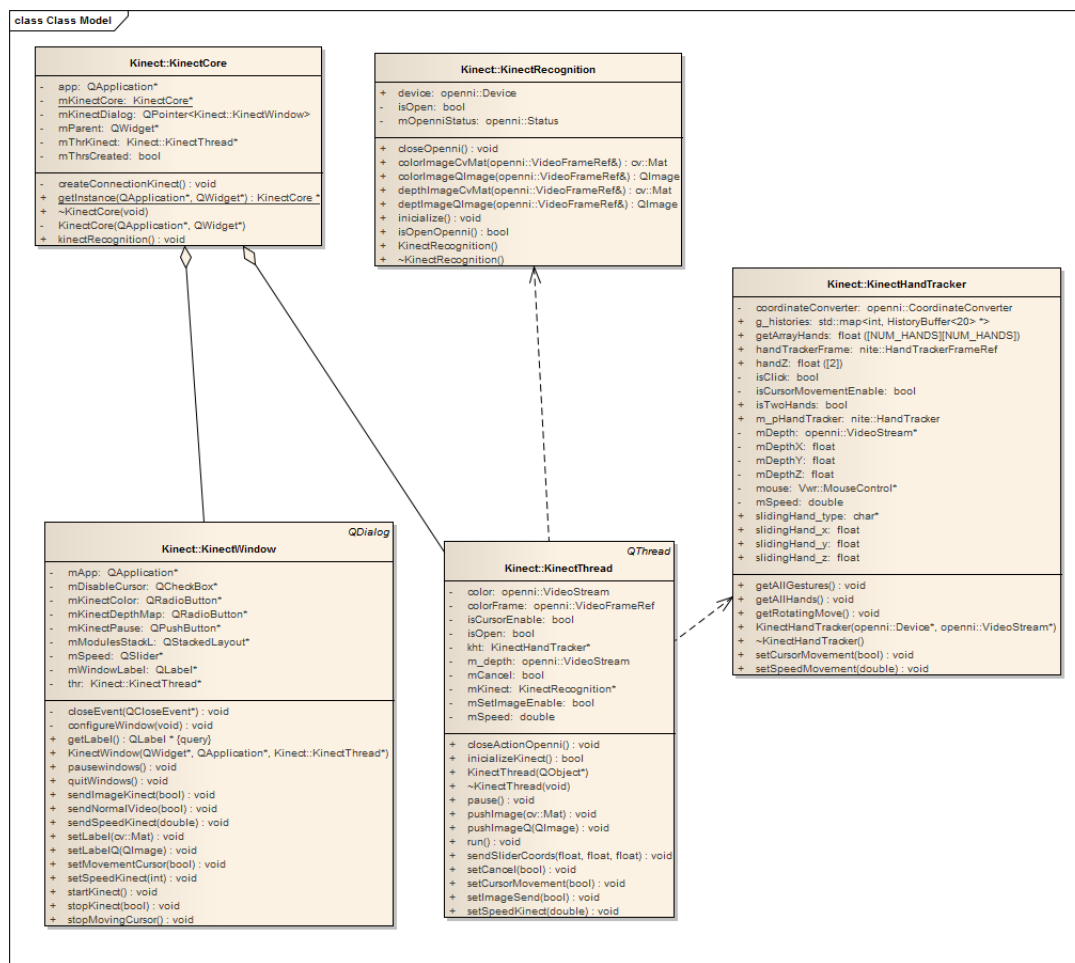 class Class Model
Kinect::KinectCore
- app: QApplication*
- mKinectCore: KinectCore*
- mKinectDialog: QPointer<Kinect::KinectWindow>
- mParent: QWidget*
- mThrKinect: Kinect::KinectThread*
- mThrsCreated: bool
- createConnectionKinect() : void
+ getInstance(QApplication*, QWidget*) : KinectCore *
+ ~KinectCore(void)
- KinectCore(QApplication*, QWidget*)
+ kinectRecognition() : void
Kinect::KinectRecognition
+ device: openni::Device
- isOpen: bool
- mOpenniStatus: openni::Status
+ closeOpenni() : void
+ colorImageCvMat(openni::VideoFrameRef&) : cv::Mat
+ colorImageQImage(openni::VideoFrameRef&) : QImage
+ depthImageCvMat(openni::VideoFrameRef&) : cv::Mat
+ deptImageQImage(openni::VideoFrameRef&) : QImage
+ inicialize() : void
+ isOpenOpenni() : bool
+ KinectRecognition()
+ ~KinectRecognition()
Kinect::KinectHandTracker
- coordinateConverter: openni::CoordinateConverter
+ g_histories: std::map<int, HistoryBuffer<20> *>
+ getArrayHands: float ([NUM_HANDS][NUM_HANDS])
+ handTrackerFrame: nite::HandTrackerFrameRef
+ handZ: float ([2])
- isClick: bool
- isCursorMovementEnable: bool
+ isTwoHands: bool
+ m_pHandTracker: nite::HandTracker
- mDepth: openni::VideoStream*
- mDepthX: float
- mDepthY: float
- mDepthZ: float
- mouse: Vwr::MouseControl*
- mSpeed: double
+ slidingHand_type: char*
+ slidingHand_x: float
+ slidingHand_y: float
+ slidingHand_z: float
+ getAllGestures() : void
+ getAllHands() : void
+ getRotatingMove() : void
+ KinectHandTracker(openni::Device*, openni::VideoStream*)
+ ~KinectHandTracker()
+ setCursorMovement(bool) : void
+ setSpeedMovement(double) : void
QDialog
Kinect::KinectWindow
- mApp: QApplication*
- mDisableCursor: QCheckBox*
- mKinectColor: QRadioButton*
- mKinectDepthMap: QRadioButton*
- mKinectPause: QPushButton*
- mModulesStackL: QStackedLayout*
- mSpeed: QSlider*
- mWindowLabel: QLabel*
- thr: Kinect::KinectThread*
- closeEvent(QCloseEvent*) : void
- configureWindow(void) : void
+ getLabel() : QLabel * {query}
+ KinectWindow(QWidget*, QApplication*, Kinect::KinectThread*)
+ pausewindows() : void
+ quitWindows() : void
+ sendImageKinect(bool) : void
+ sendNormalVideo(bool) : void
+ sendSpeedKinect(double) : void
+ setLabel(cv::Mat) : void
+ setLabelQ(QImage) : void
+ setMovementCursor(bool) : void
+ setSpeedKinect(int) : void
+ startKinect() : void
+ stopKinect(bool) : void
+ stopMovingCursor() : void
QThread
Kinect::KinectThread
- color: openni::VideoStream
- colorFrame: openni::VideoFrameRef
- isCursorEnable: bool
- isOpen: bool
- kht: KinectHandTracker*
- m_depth: openni::VideoStream
- mCancel: bool
- mKinect: KinectRecognition*
- mSetImageEnable: bool
- mSpeed: double
+ closeActionOpenni() : void
+ inicializeKinect() : bool
+ KinectThread(QObject*)
+ ~KinectThread(void)
+ pause() : void
+ pushImage(cv::Mat) : void
+ pushImageQ(QImage) : void
+ run() : void
+ sendSliderCoords(float, float, float) : void
+ setCancel(bool) : void
+ setCursorMovement(bool) : void
+ setImageSend(bool) : void
+ setSpeedKinect(double) : void